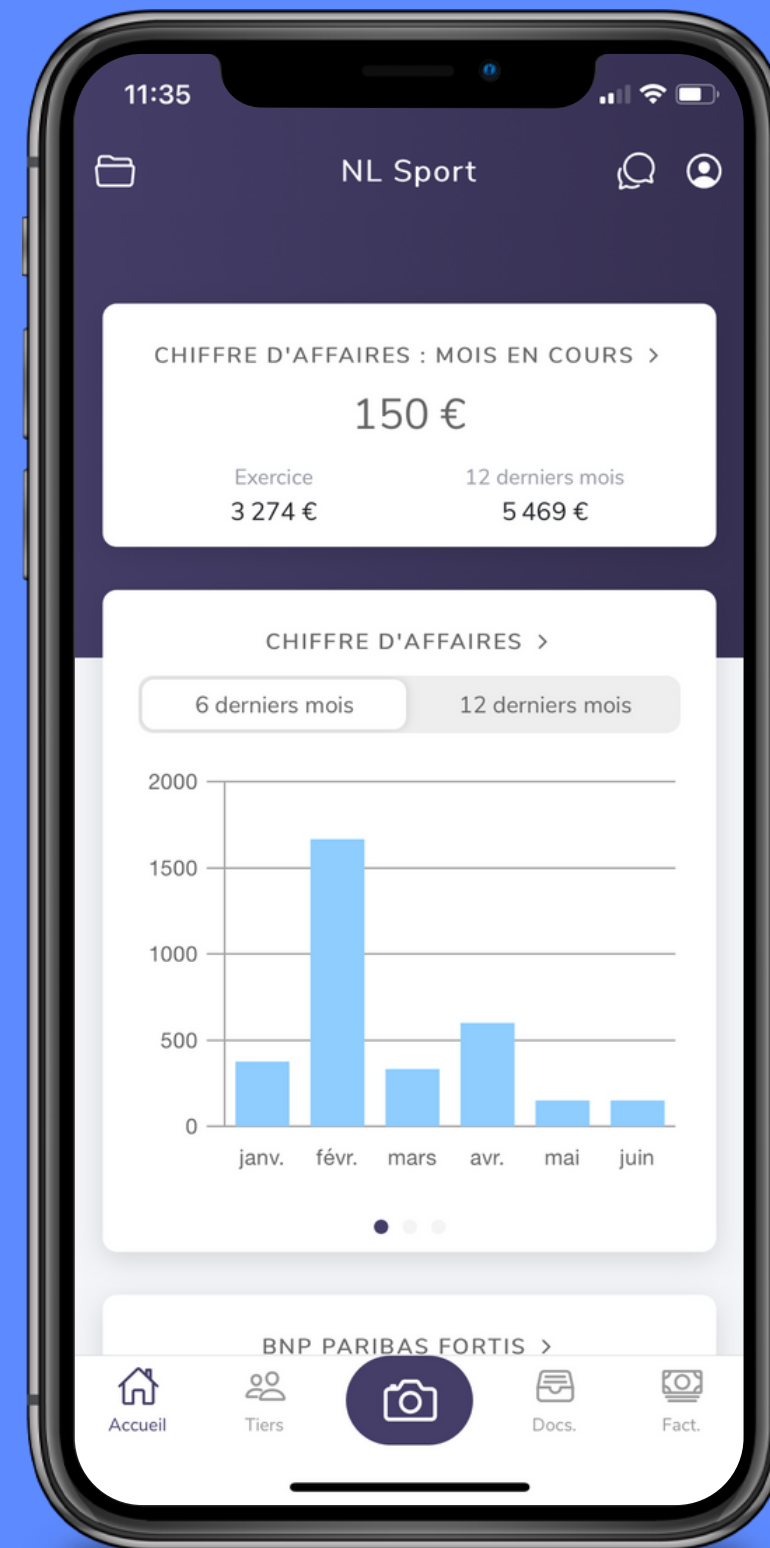 11:35
NL Sport
CHIFFRE D'AFFAIRES : MOIS EN COURS >
150 €
Exercice 12 derniers mois
3 274 € 5 469 €
CHIFFRE D'AFFAIRES >
6 derniers mois 12 derniers mois
2000
1500
1000
500
0
janv. févr. mars avr. mai juin
BNP PARIBAS FORTIS >
Accueil Tiers Docs. Fact.